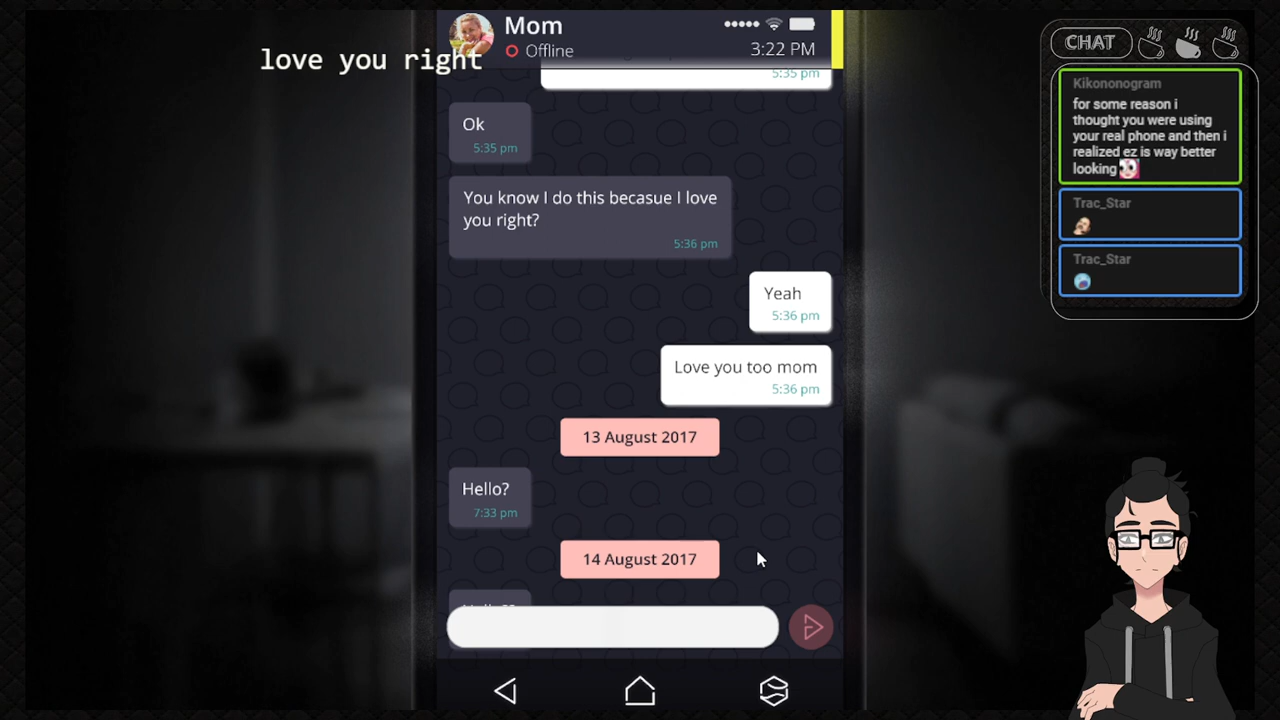 love you right
Mom
Offline
3:22 PM
5:35 pm
Ok
5:35 pm
You know I do this becasue I love
you right?
5:36 pm
Yeah
5:36 pm
Love you too mom
5:36 pm
13 August 2017
Hello?
7:33 pm
14 August 2017
CHAT
Kikononogram
for some reason i
thought you were using
your real phone and then i
realized ez is way better
looking
Trac_Star
Trac_Star